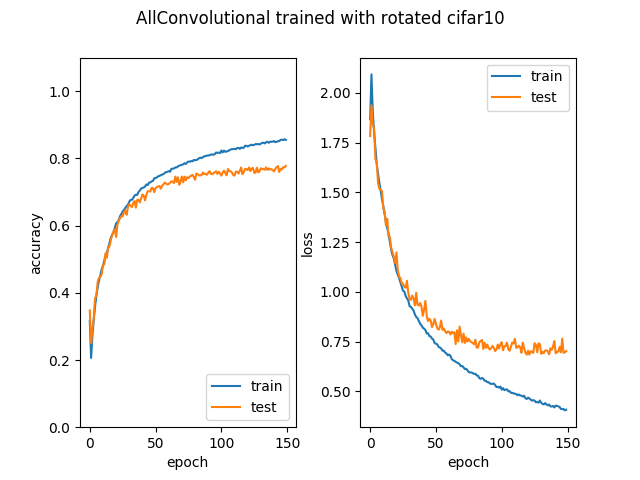 AllConvolutional trained with rotated cifar10
1.0
0.8
0.6
0.4
0.2
0.0
accuracy
0
50
100
150
epoch
train
test
2.00
1.75
1.50
1.25
1.00
0.75
0.50
loss
0
50
100
150
epoch
train
test